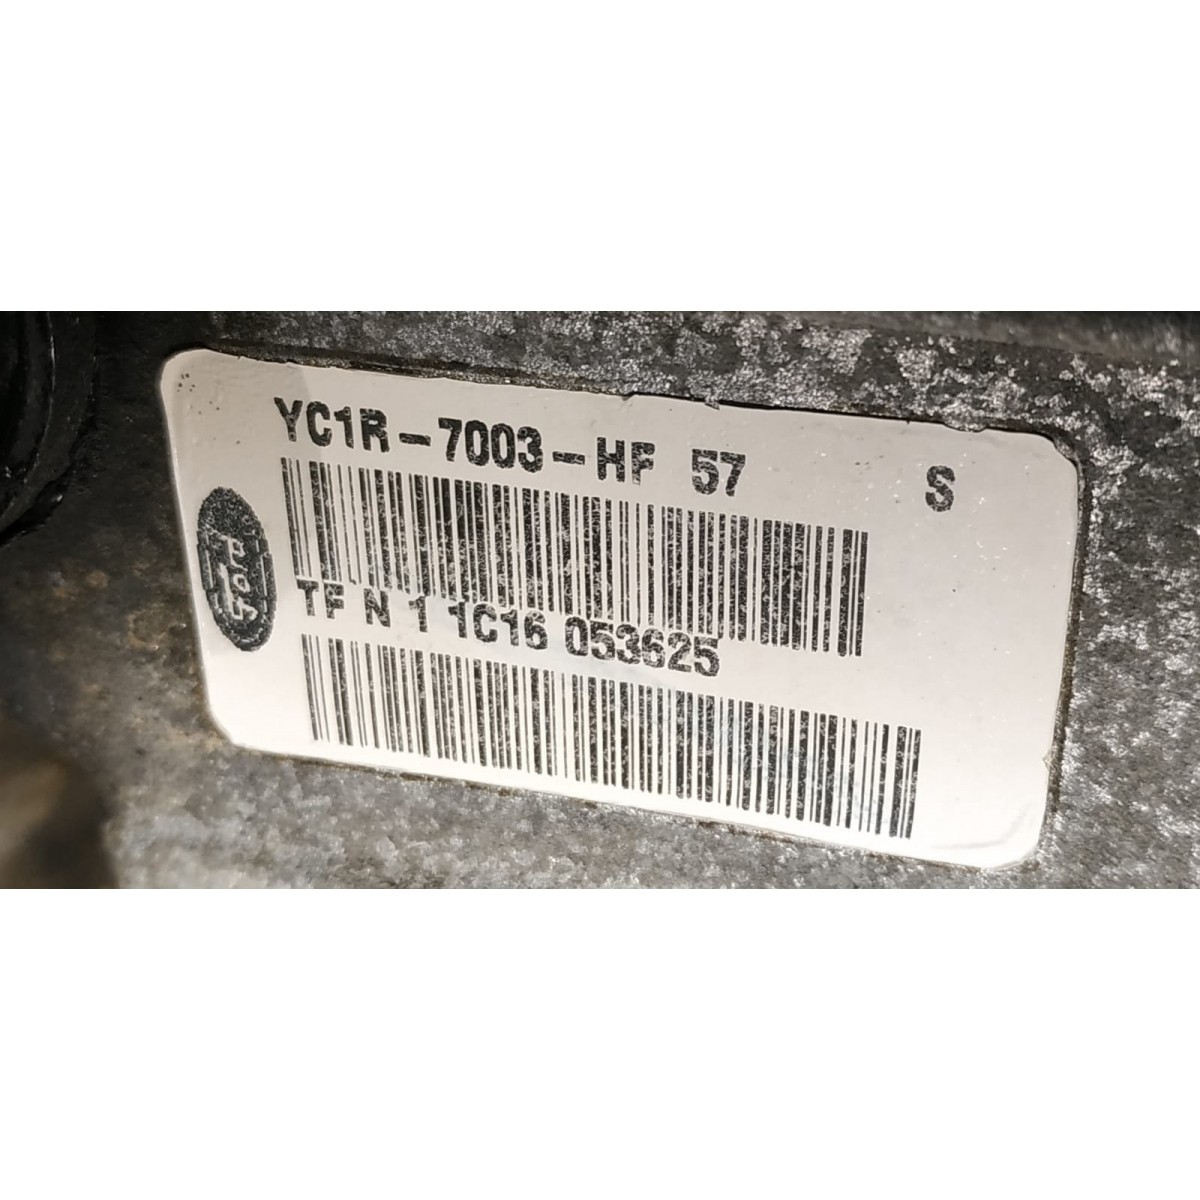 YC1R-7003-HF 57 S
TF N 1 1C16 053625